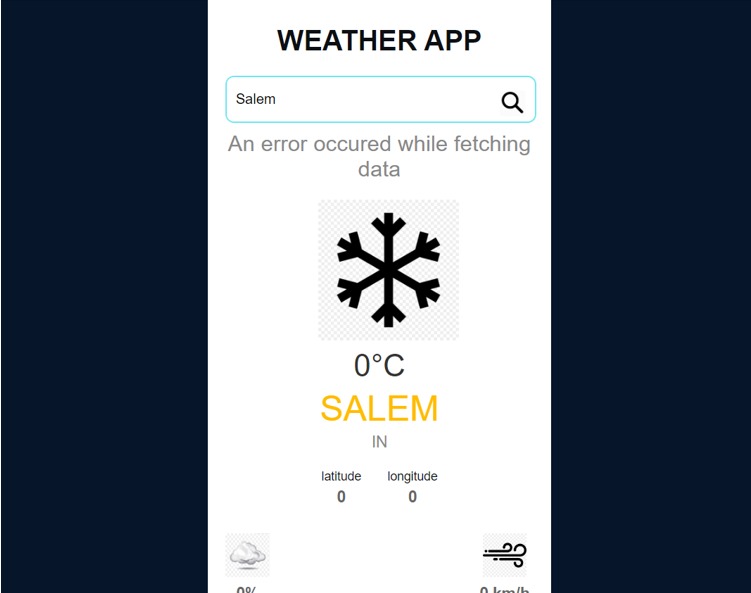 WEATHER APP
Salem
An error occured while fetching
data
0°C
SALEM
IN
latitude longitude
0 0
0% 0 km/h